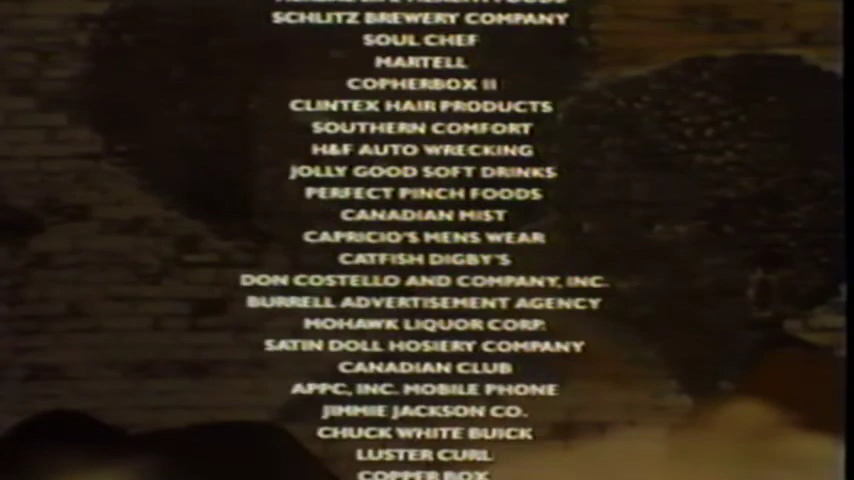 SCHLITZ BREWERY COMPANY
SOUL CHEF
MARTELL
COPHERBOX II
CLINTEX HAIR PRODUCTS
SOUTHERN COMFORT
H&F AUTO WRECKING
JOLLY GOOD SOFT DRINKS
PERFECT PINCH FOODS
CANADIAN MIST
CAPRICIO'S MENS WEAR
CATFISH DIGBY'S
DON COSTELLO AND COMPANY, INC.
BURRELL ADVERTISEMENT AGENCY
MOHAWK LIQUOR CORP.
SATIN DOLL HOSIERY COMPANY
CANADIAN CLUB
APPC, INC. MOBILE PHONE
JIMMIE JACKSON CO.
CHUCK WHITE BUICK
LUSTER CURL
COPPER BOX